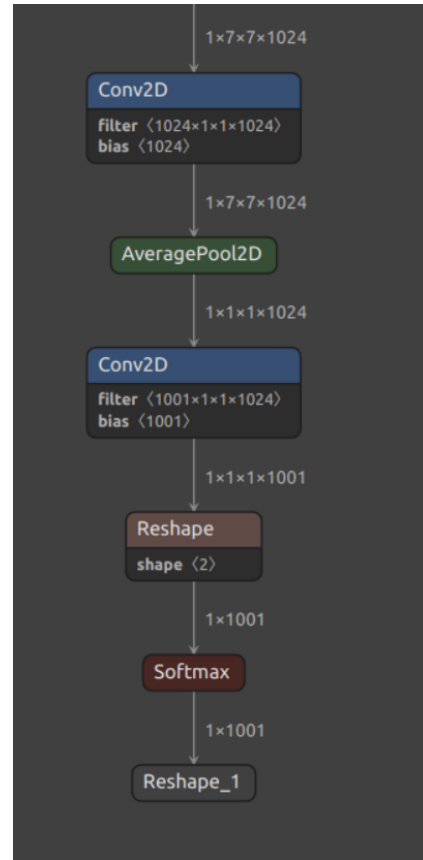 1×7×7×1024
Conv2D
filter 〈1024×1×1×1024〉
bias 〈1024〉
1×7×7×1024
AveragePool2D
1×1×1×1024
Conv2D
filter 〈1001×1×1×1024〉
bias 〈1001〉
1×1×1×1001
Reshape
shape 〈2〉
1×1001
Softmax
1×1001
Reshape_1